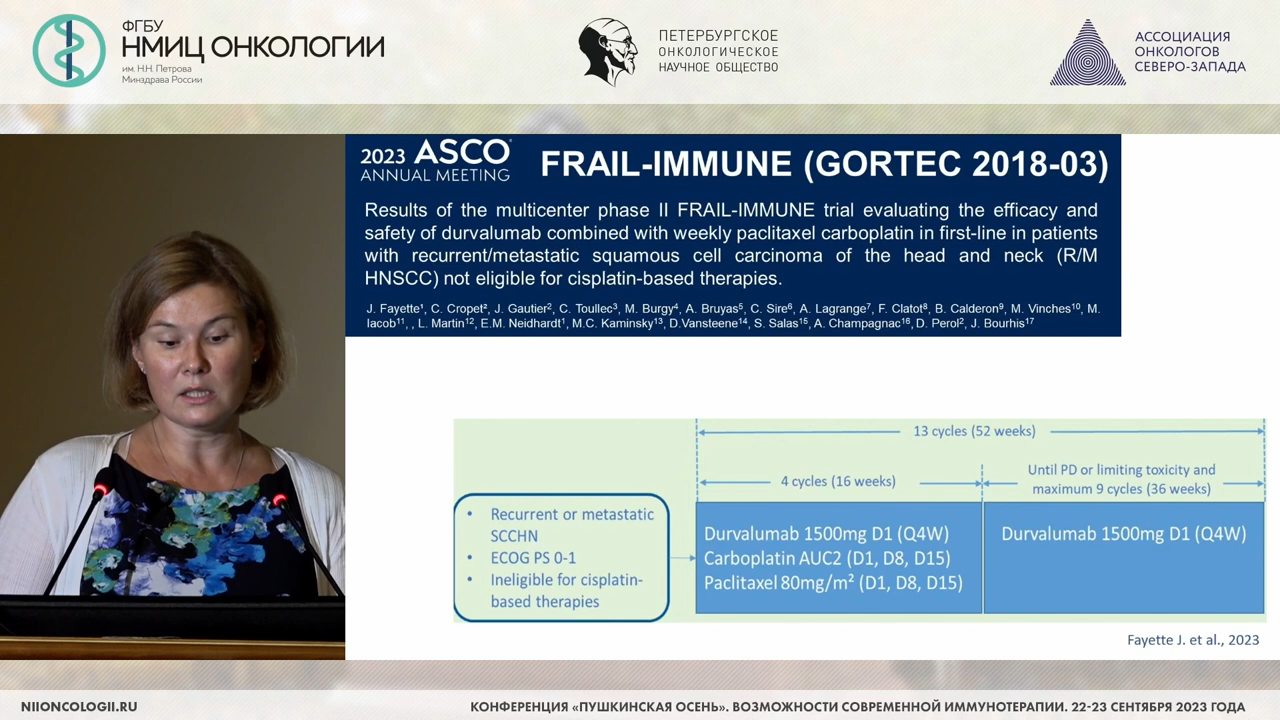 ФГБУ
НМИЦ ОНКОЛОГИИ
им. Н.Н. Петрова
Минздрава России
ПЕТЕРБУРГСКОЕ
ОНКОЛОГИЧЕСКОЕ
НАУЧНОЕ ОБЩЕСТВО
АССОЦИАЦИЯ
ОНКОЛОГОВ
СЕВЕРО-ЗАПАДА
2023 ASCO
ANNUAL MEETING
FRAIL-IMMUNE (GORTEC 2018-03)
Results of the multicenter phase II FRAIL-IMMUNE trial evaluating the efficacy and
safety of durvalumab combined with weekly paclitaxel carboplatin in first-line in patients
with recurrent/metastatic squamous cell carcinoma of the head and neck (R/M
HNSCC) not eligible for cisplatin-based therapies.
J. Fayette¹, C. Cropet², J. Gautier², C. Toullec³, M. Burgy⁴, A. Bruyas⁵, C. Sire⁶, A. Lagrange⁷, F. Clatot⁸, B. Calderon⁹, M. Vinches¹⁰, M.
Iacob¹¹, , L. Martin¹², E.M. Neidhardt¹, M.C. Kaminsky¹³, D.Vansteene¹⁴, S. Salas¹⁵, A. Champagnac¹⁶, D. Perol², J. Bourhis¹⁷
13 cycles (52 weeks)
4 cycles (16 weeks)
Until PD or limiting toxicity and
maximum 9 cycles (36 weeks)
• Recurrent or metastatic
SCCHN
• ECOG PS 0-1
• Ineligible for cisplatin-
based therapies
Durvalumab 1500mg D1 (Q4W)
Carboplatin AUC2 (D1, D8, D15)
Paclitaxel 80mg/m² (D1, D8, D15)
Durvalumab 1500mg D1 (Q4W)
Fayette J. et al., 2023
NIIONCOLOGII.RU
КОНФЕРЕНЦИЯ «ПУШКИНСКАЯ ОСЕНЬ». ВОЗМОЖНОСТИ СОВРЕМЕННОЙ ИММУНОТЕРАПИИ. 22-23 СЕНТЯБРЯ 2023 ГОДА